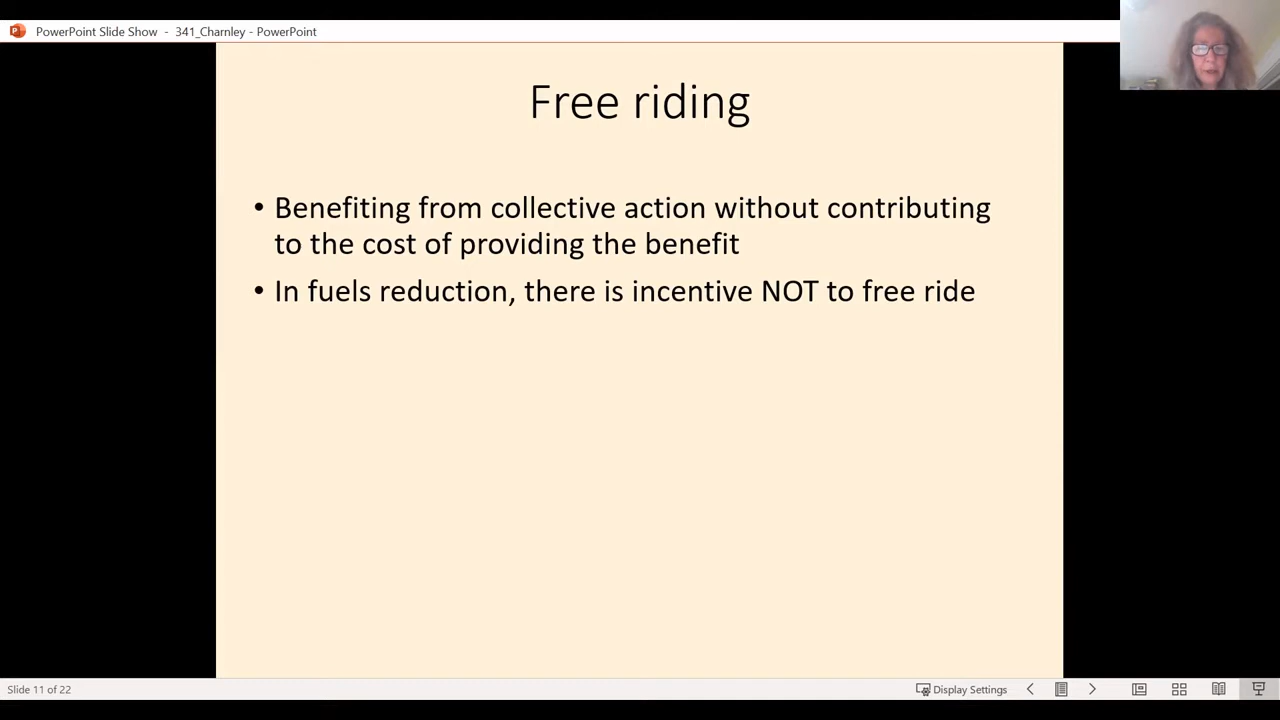 PowerPoint Slide Show - 341_Charnley - PowerPoint
Free riding
• Benefiting from collective action without contributing
to the cost of providing the benefit
• In fuels reduction, there is incentive NOT to free ride
Slide 11 of 22
Display Settings